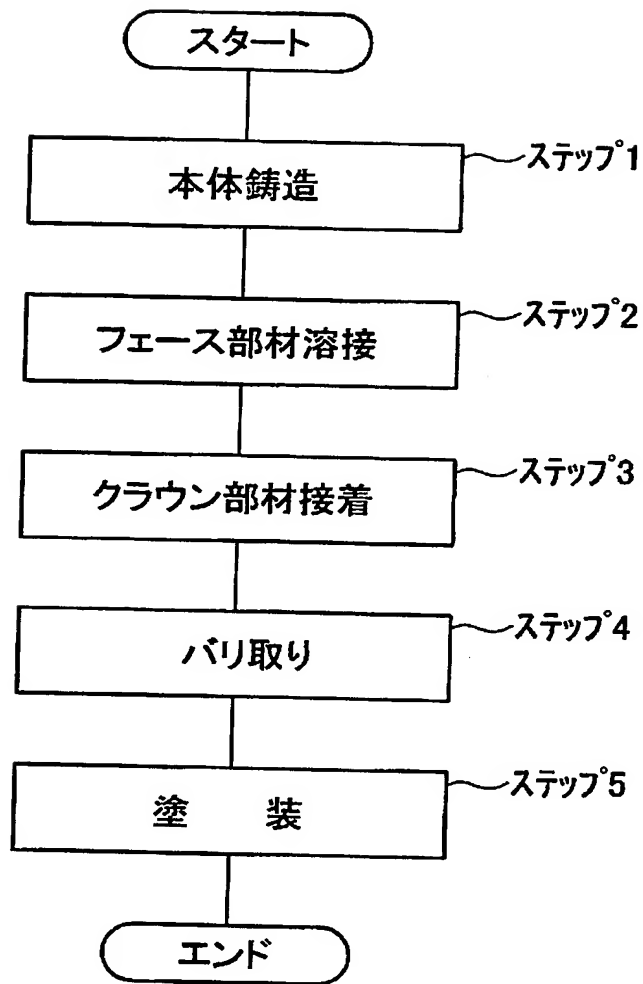 スタート
本体鋳造
ステップ1
フェース部材溶接
ステップ2
クラウン部材接着
ステップ3
バリ取り
ステップ4
塗　　装
ステップ5
エンド